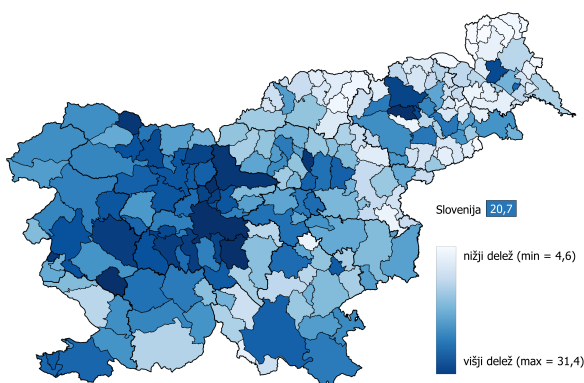 Slovenija 20,7
nižji delež (min = 4,6)
višji delež (max = 31,4)